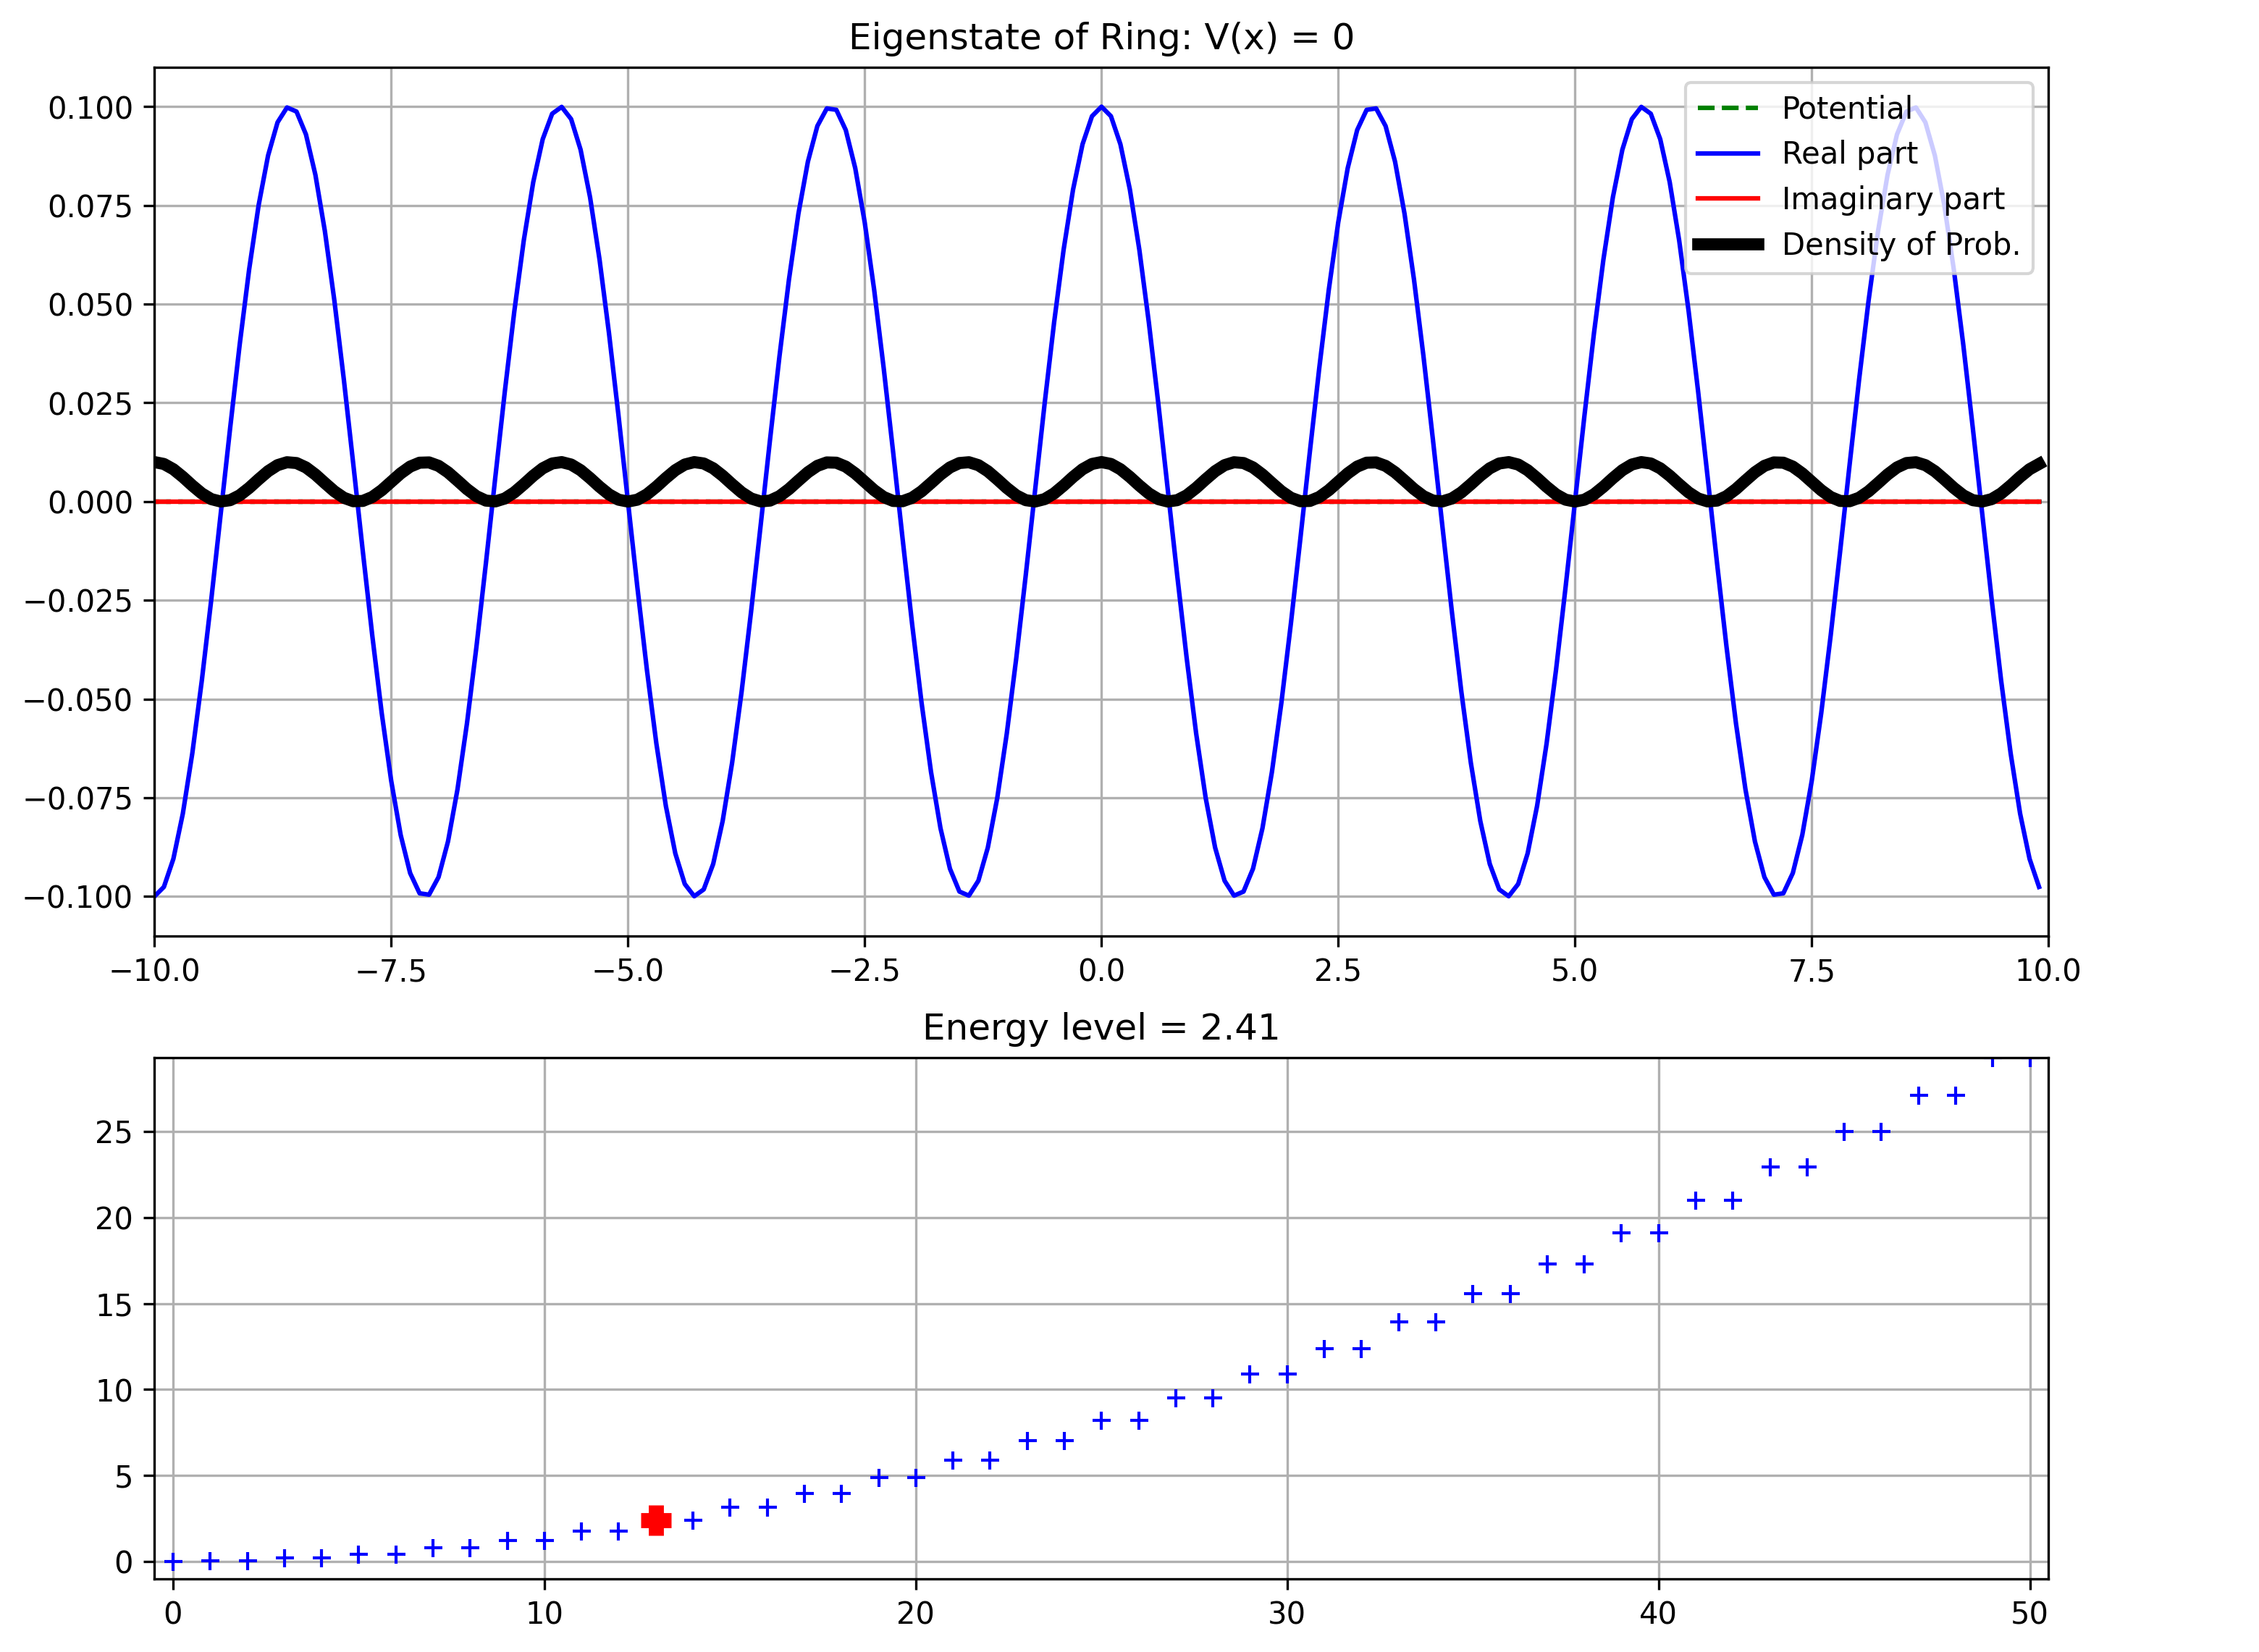 Eigenstate of Ring: V(x) = 0
0.100
0.075
0.050
0.025
0.000
−0.025
−0.050
−0.075
−0.100
Potential
Real part
Imaginary part
Density of Prob.
−10.0 −7.5 −5.0 −2.5 0.0 2.5 5.0 7.5 10.0
Energy level = 2.41
25
20
15
10
5
0
0 10 20 30 40 50